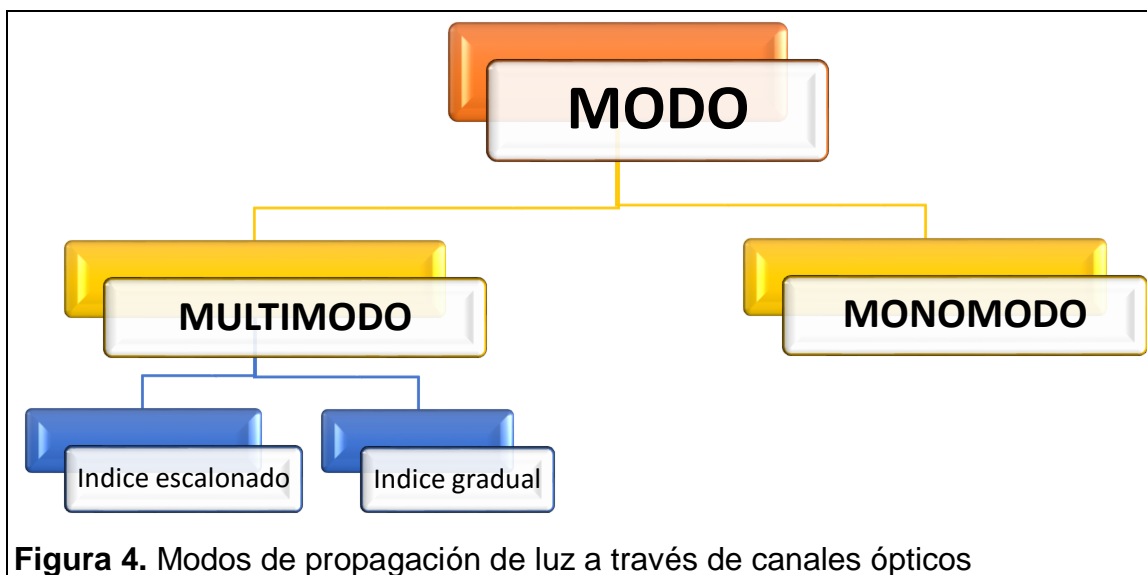 MODO
MULTIMODO
MONOMODO
Indice escalonado
Indice gradual
Figura 4. Modos de propagación de luz a través de canales ópticos